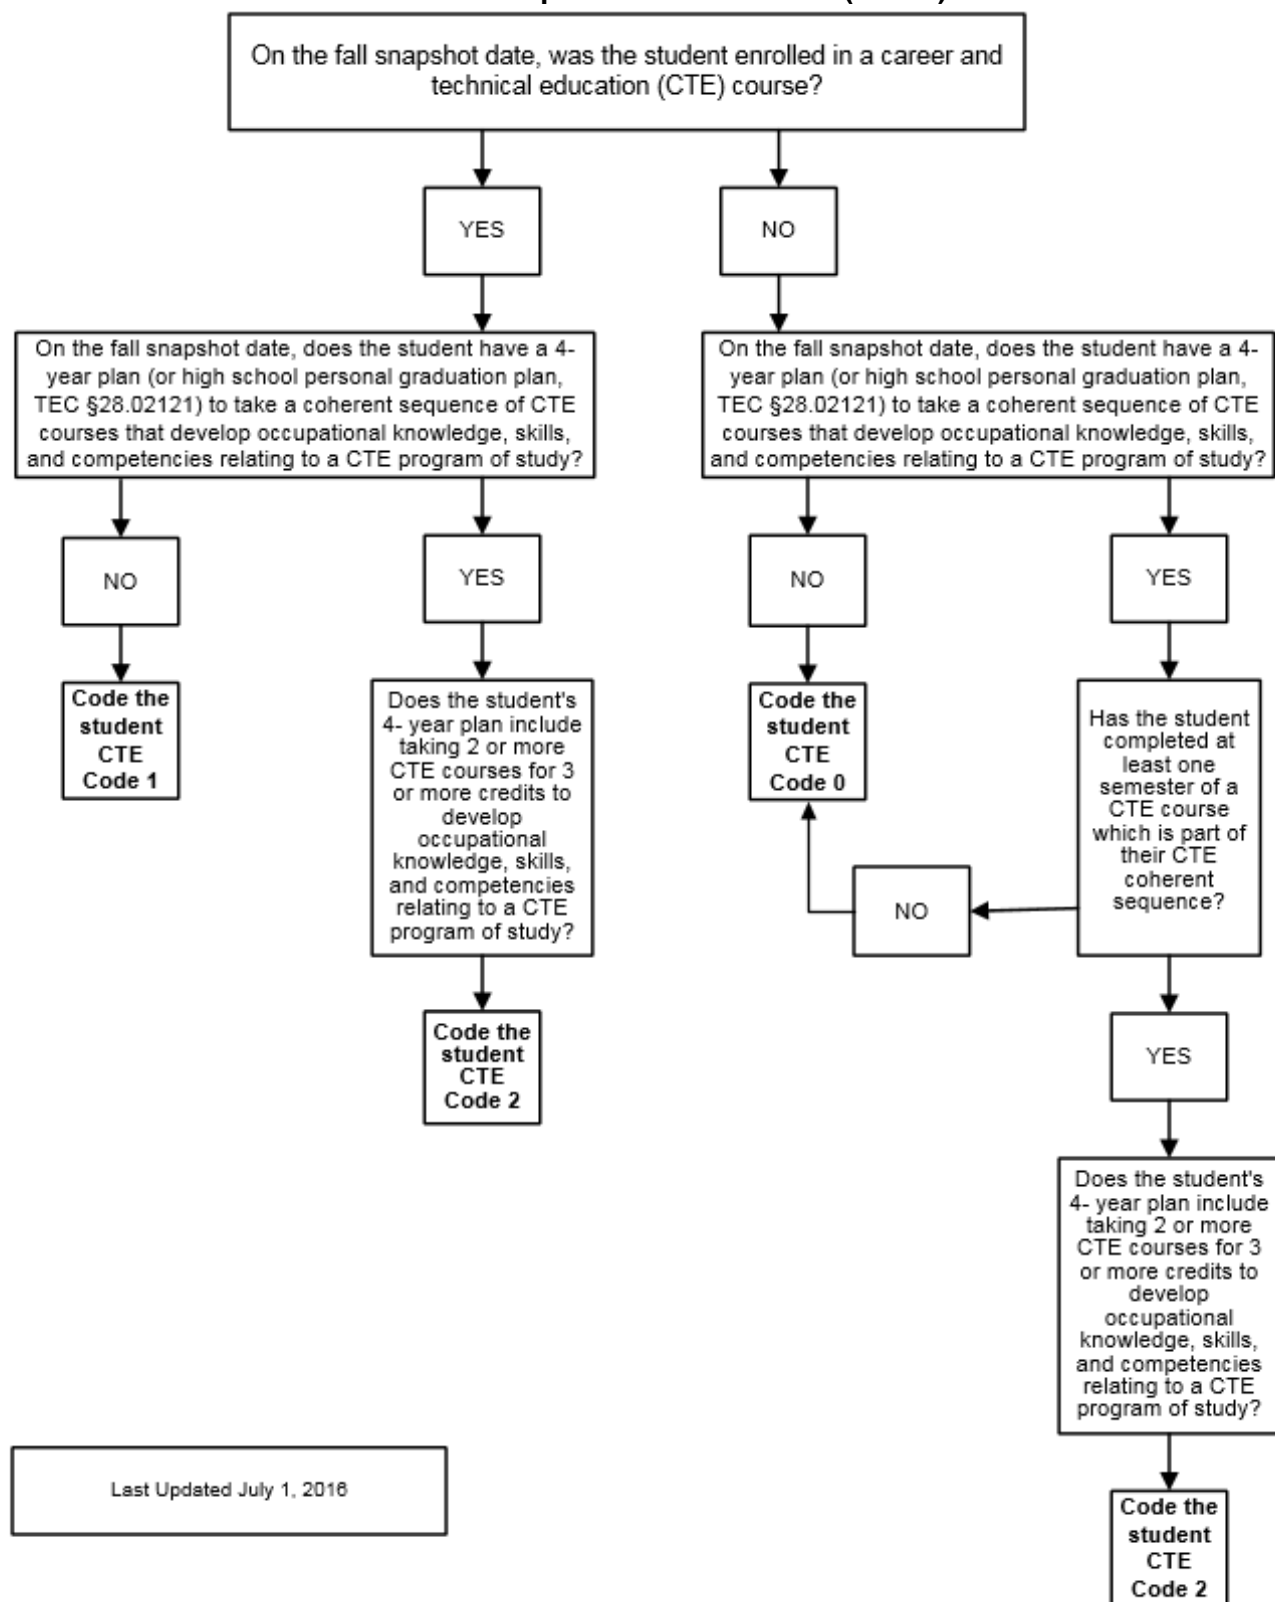 On the fall snapshot date, was the student enrolled in a career and
technical education (CTE) course?
YES
NO
On the fall snapshot date, does the student have a 4-
year plan (or high school personal graduation plan,
TEC §28.02121) to take a coherent sequence of CTE
courses that develop occupational knowledge, skills,
and competencies relating to a CTE program of study?
On the fall snapshot date, does the student have a 4-
year plan (or high school personal graduation plan,
TEC §28.02121) to take a coherent sequence of CTE
courses that develop occupational knowledge, skills,
and competencies relating to a CTE program of study?
NO
YES
NO
YES
Code the
student
CTE
Code 1
Does the student's
4- year plan include
taking 2 or more
CTE courses for 3
or more credits to
develop
occupational
knowledge, skills,
and competencies
relating to a CTE
program of study?
Code the
student
CTE
Code 0
Has the student
completed at
least one
semester of a
CTE course
which is part of
their CTE
coherent
sequence?
NO
Code the
student
CTE
Code 2
YES
Does the student's
4- year plan include
taking 2 or more
CTE courses for 3
or more credits to
develop
occupational
knowledge, skills,
and competencies
relating to a CTE
program of study?
Last Updated July 1, 2016
Code the
student
CTE
Code 2